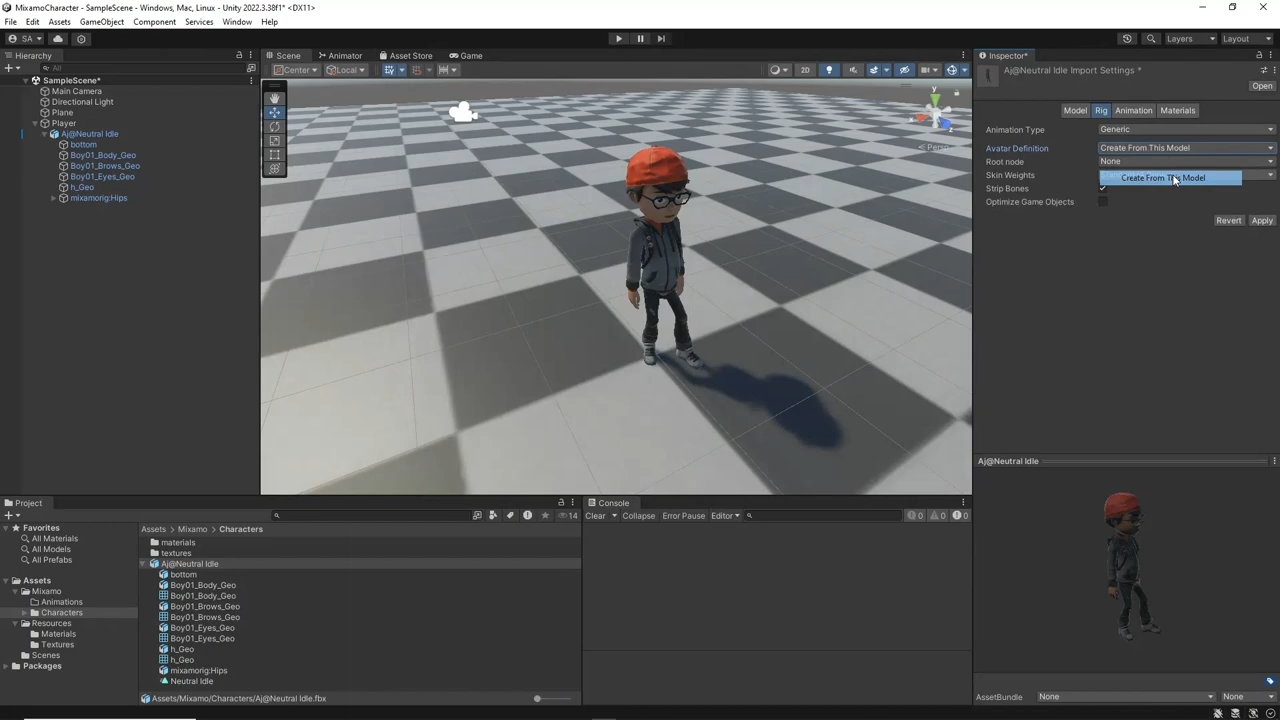 MixamoCharacter - SampleScene - Windows, Mac, Linux - Unity 2022.3.38f1* <DX11>
File Edit Assets GameObject Component Services Window Help
SA
Layers Layout
Hierarchy
All
SampleScene*
Main Camera
Directional Light
Plane
Player
Aj@Neutral Idle
bottom
Boy01_Body_Geo
Boy01_Brows_Geo
Boy01_Eyes_Geo
h_Geo
mixamorig:Hips
Scene Animator Asset Store Game
Center Local 2D
y
Persp
Inspector*
Aj@Neutral Idle Import Settings *
Open
Model Rig Animation Materials
Animation Type Generic
Avatar Definition Create From This Model
Root node None
Skin Weights
Create From This Model
Strip Bones
Optimize Game Objects
Revert Apply
Aj@Neutral Idle
AssetBundle None None
Project
14
Favorites
All Materials
All Models
All Prefabs
Assets
Mixamo
Animations
Characters
Resources
Materials
Textures
Scenes
Packages
Assets Mixamo Characters
materials
textures
Aj@Neutral Idle
bottom
Boy01_Body_Geo
Boy01_Body_Geo
Boy01_Brows_Geo
Boy01_Brows_Geo
Boy01_Eyes_Geo
Boy01_Eyes_Geo
h_Geo
h_Geo
mixamorig:Hips
Neutral Idle
Assets/Mixamo/Characters/Aj@Neutral Idle.fbx
Console
Clear Collapse Error Pause Editor 0 0 0